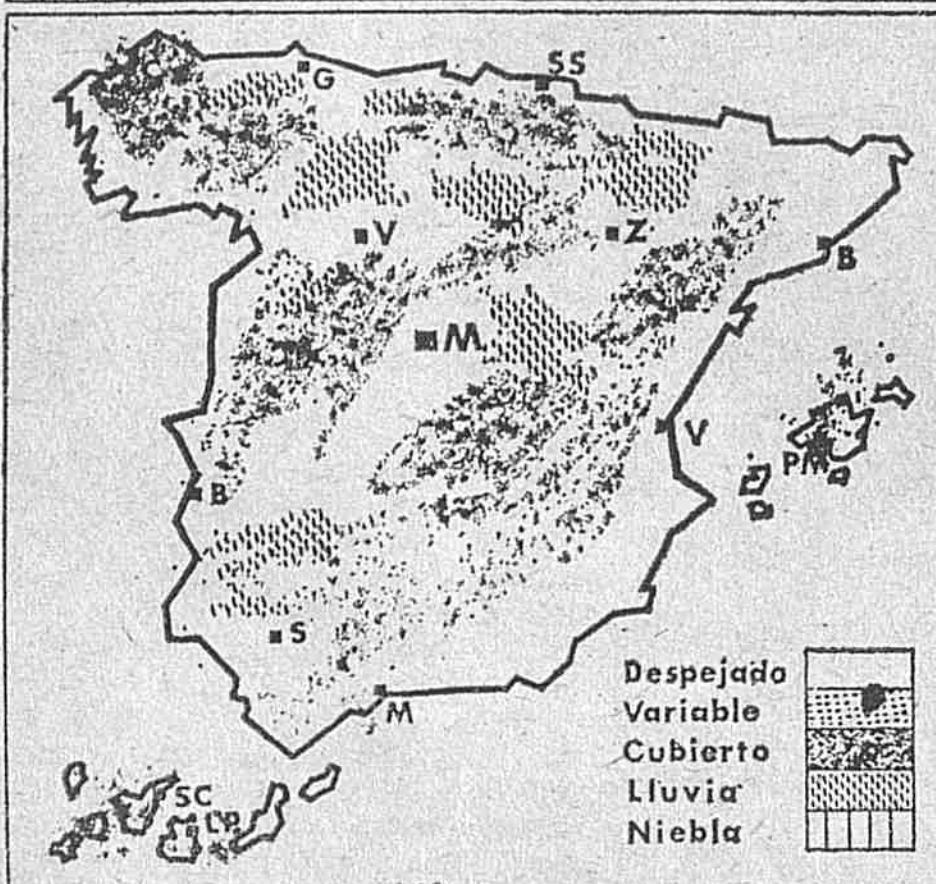 G
SS
V
Z
B
M
V
PM
B
S
M
SC
LP
Despejado
Variable
Cubierto
Lluvia
Niebla